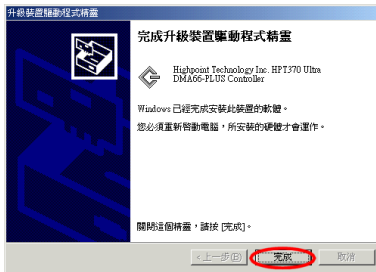 升級裝置驅動程式精靈
完成升級裝置驅動程式精靈
Highpoint Technology Inc. HPT370 Ultra
DMA66-PLUS Controller
Windows 已經完成安裝此裝置的軟體。
您必須重新啓動電腦，所安裝的硬體才會運作。
關閉這個精靈，請按 [完成]。
<上一步(B)
完成
取消